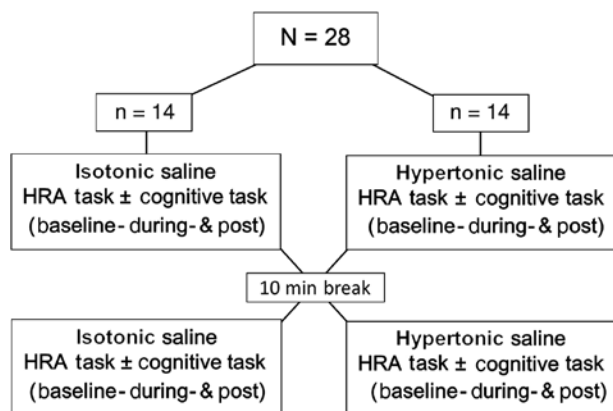 N = 28
n = 14
n = 14
Isotonic saline
HRA task ± cognitive task
(baseline- during- & post)
Hypertonic saline
HRA task ± cognitive task
(baseline- during- & post)
10 min break
Isotonic saline
HRA task ± cognitive task
(baseline- during- & post)
Hypertonic saline
HRA task ± cognitive task
(baseline- during- & post)